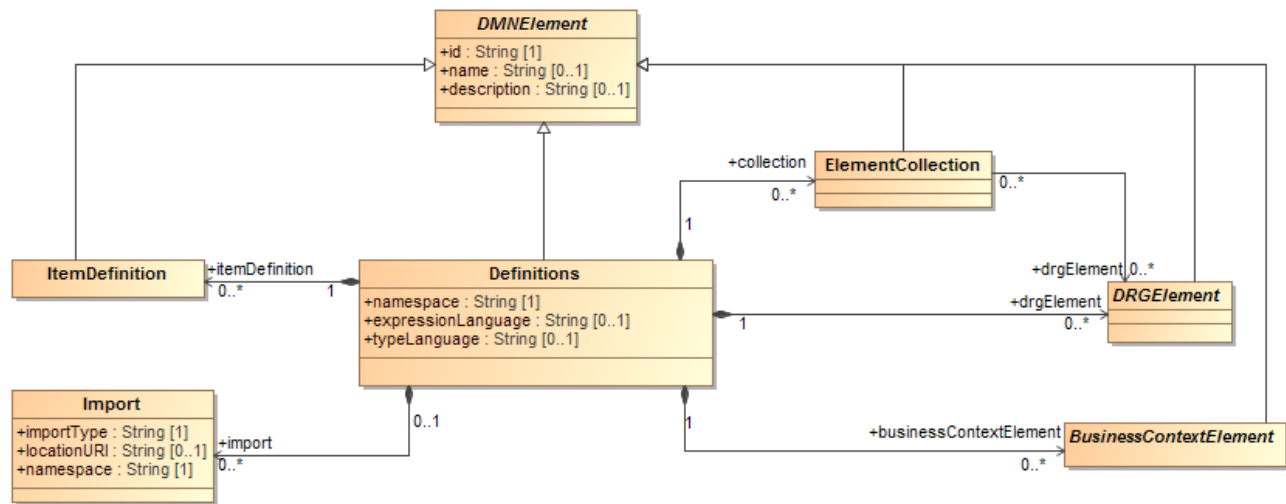 DMNElement
+id : String [1]
+name : String [0..1]
+description : String [0..1]
ElementCollection
+collection
0..*
0..*
1
ItemDefinition
+itemDefinition
0..*
1
Definitions
+namespace : String [1]
+expressionLanguage : String [0..1]
+typeLanguage : String [0..1]
+drgElement 0..*
DRGElement
+drgElement
1
0..*
Import
+importType : String [1]
+locationURI : String [0..1]
+namespace : String [1]
0..1
+import
0..*
1
+businessContextElement
0..*
BusinessContextElement